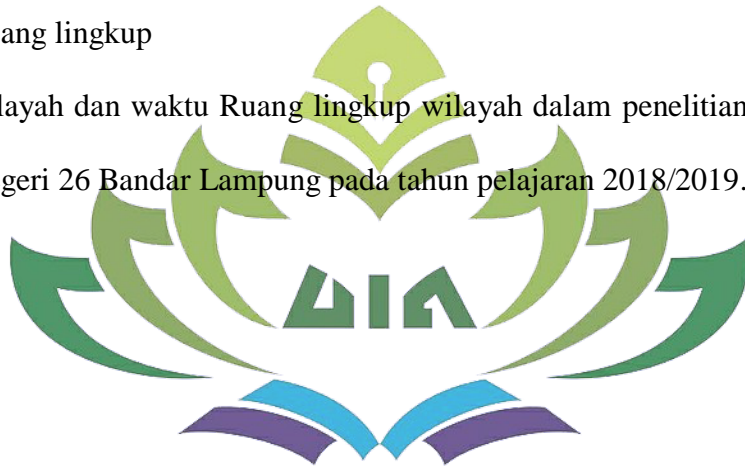 ang lingkup
layah dan waktu Ruang lingkup wilayah dalam penelitian
geri 26 Bandar Lampung pada tahun pelajaran 2018/2019.
UIN